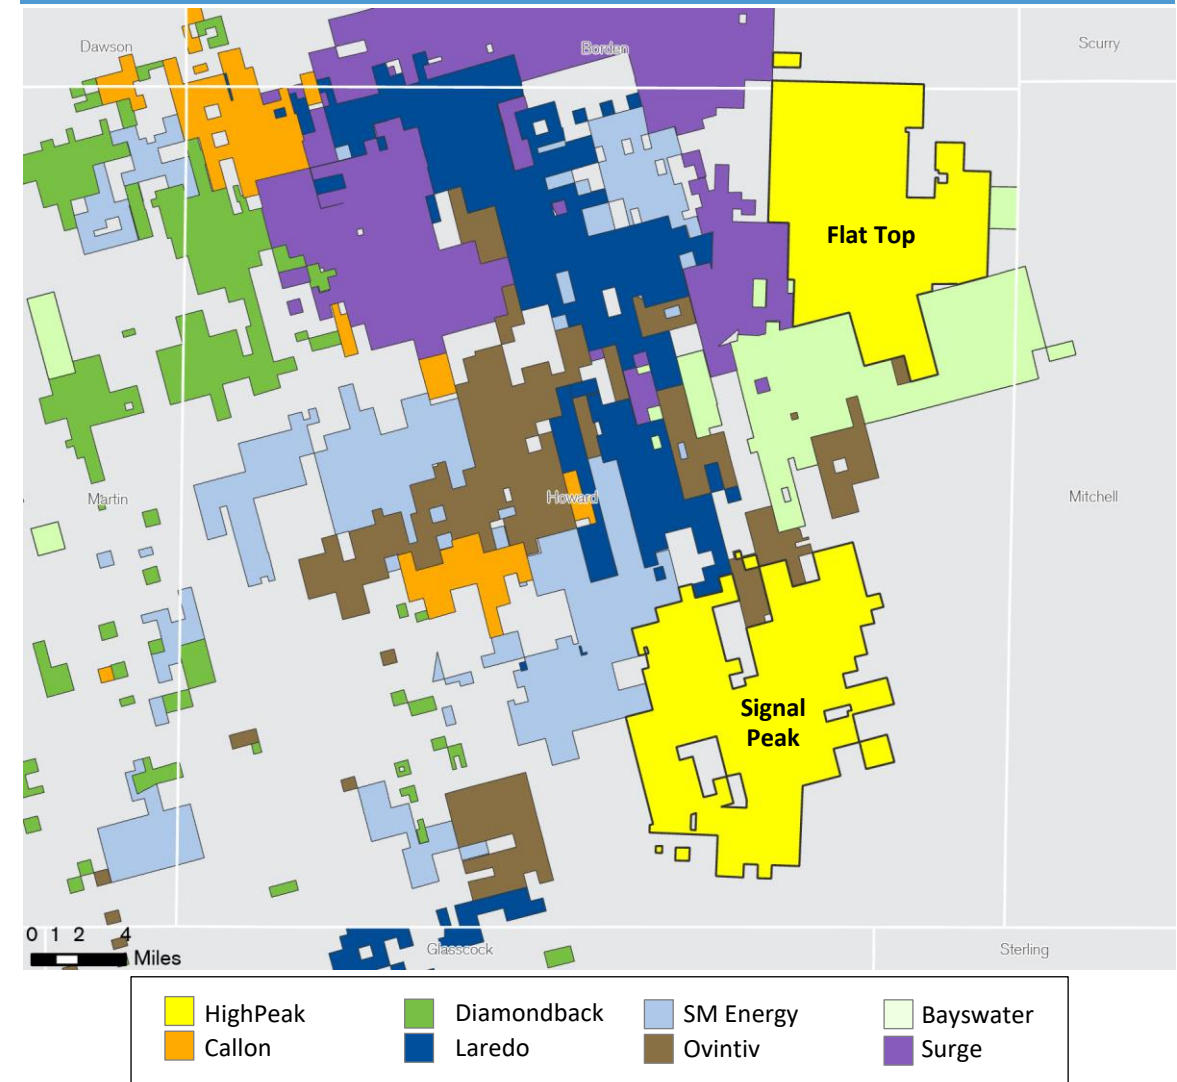 Dawson
Borden
Scurry
Flat Top
Martin
Howard
Mitchell
Signal
Peak
0 1 2 4
Miles
Glasscock
Sterling
HighPeak
Diamondback
SM Energy
Bayswater
Callon
Laredo
Ovintiv
Surge